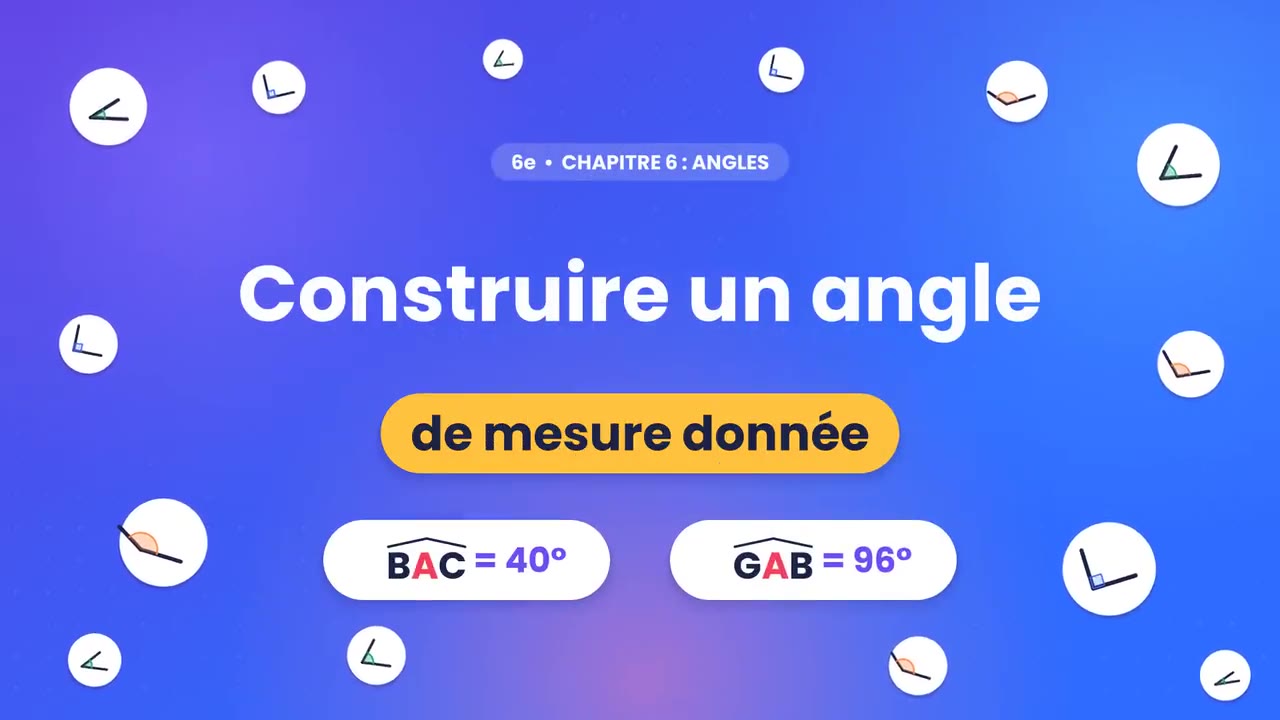 6e • CHAPITRE 6 : ANGLES
Construire un angle
de mesure donnée
BAC = 40°
GAB = 96°